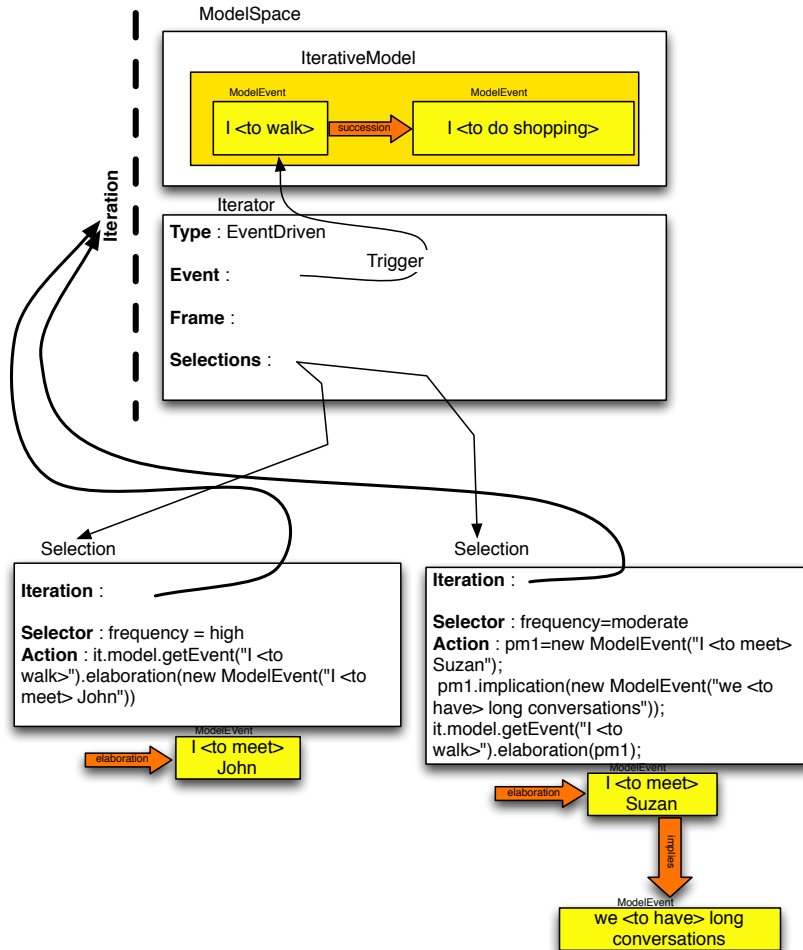 ModelSpace
IterativeModel
ModelEvent
ModelEvent
I <to walk>
succession
I <to do shopping>
Iteration
Iterator
Type : EventDriven
Trigger
Event :
Frame :
Selections :
Selection
Iteration :
Selector : frequency = high
Action : it.model.getEvent("I <to
walk>").elaboration(new ModelEvent("I <to
meet> John"))
ModelEvent
elaboration
I <to meet>
John
Selection
Iteration :
Selector : frequency=moderate
Action : pm1=new ModelEvent("I <to meet>
Suzan");
pm1.implication(new ModelEvent("we <to
have> long conversations"));
it.model.getEvent("I <to
walk>").elaboration(pm1);
ModelEvent
elaboration
I <to meet>
Suzan
implies
ModelEvent
we <to have> long
conversations